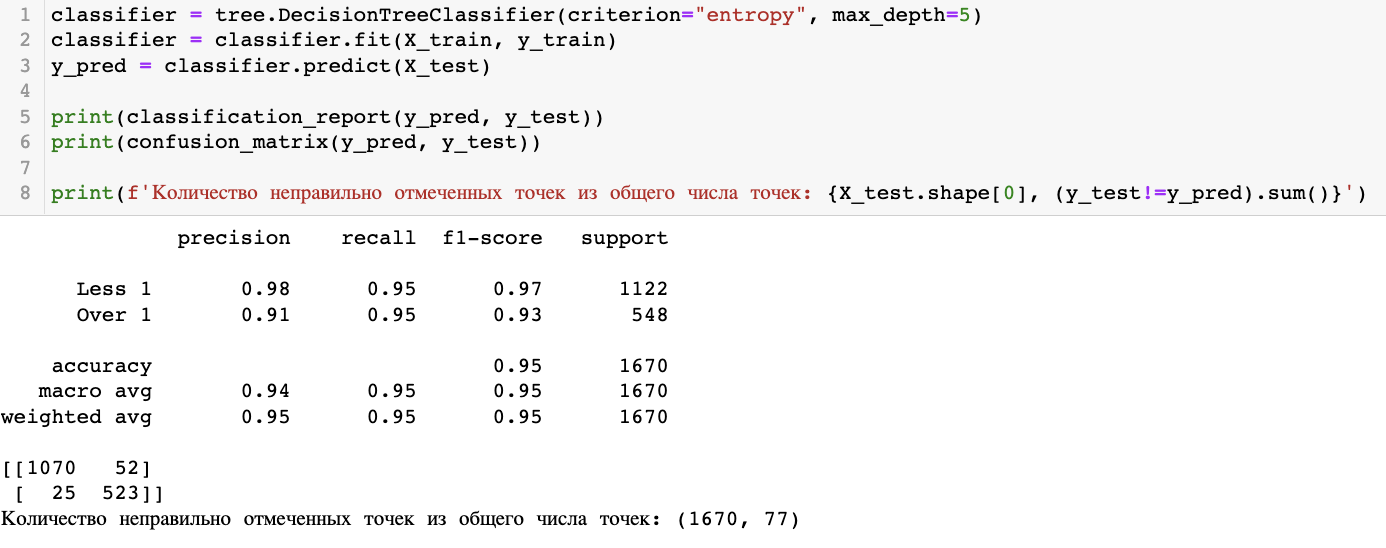 1 classifier = tree.DecisionTreeClassifier(criterion="entropy", max_depth=5)
2 classifier = classifier.fit(X_train, y_train)
3 y_pred = classifier.predict(X_test)
4
5 print(classification_report(y_pred, y_test))
6 print(confusion_matrix(y_pred, y_test))
7
8 print(f'Количество неправильно отмеченных точек из общего числа точек: {X_test.shape[0], (y_test!=y_pred).sum()}')
precision recall f1-score support
Less 1 0.98 0.95 0.97 1122
Over 1 0.91 0.95 0.93 548
accuracy 0.95 1670
macro avg 0.94 0.95 0.95 1670
weighted avg 0.95 0.95 0.95 1670
[[1070 52]
[ 25 523]]
Количество неправильно отмеченных точек из общего числа точек: (1670, 77)